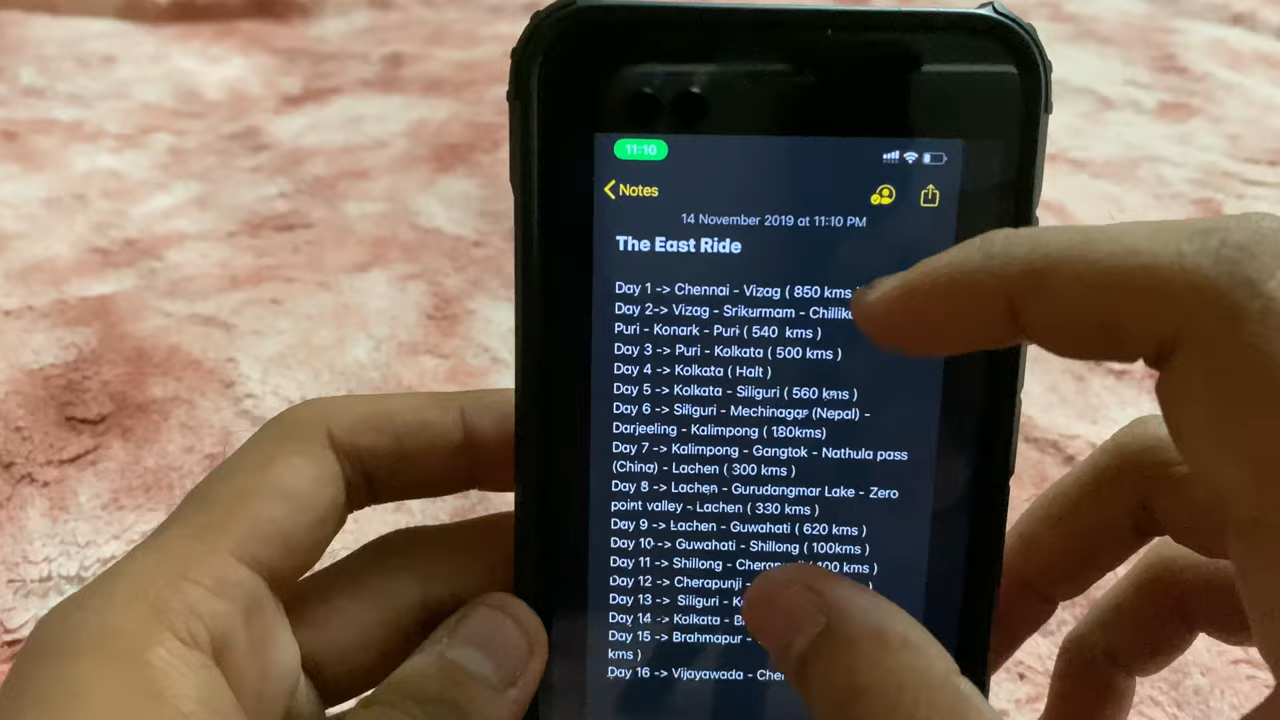 11:10
Notes
14 November 2019 at 11:10 PM
The East Ride
Day 1 -> Chennai - Vizag ( 850 kms
Day 2-> Vizag - Srikurmam -
Puri - Konark - Puri ( 540 kms )
Day 3 -> Puri - Kolkata ( 500 kms )
Day 4 -> Kolkata ( Halt )
Day 5 -> Kolkata - Siliguri ( 560 kms )
Day 6 -> Siliguri - Mechinagar (Nepal) -
Darjeeling - Kalimpong ( 180kms)
Day 7 -> Kalimpong - Gangtok - Nathula pass
(China) - Lachen ( 300 kms )
Day 8 -> Lachen - Gurudangmar Lake - Zero
point valley - Lachen ( 330 kms )
Day 9 -> Lachen - Guwahati ( 620 kms )
Day 10 -> Guwahati - Shillong ( 100kms )
Day 11 -> Shillong - ( 100 kms )
Day 12 -> Cherapunji - )
Day 13 -> Siliguri -
Day 14 -> Kolkata -
Day 15 -> Brahmapur -
kms )
Day 16 -> Vijayawada -